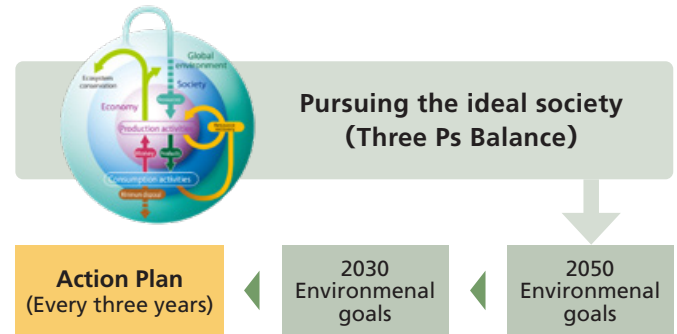 Global
environment
Ecosystem
conservation
Society
Economy
Production activities
Products
Consumption activities
Minimum disposal
Pursuing the ideal society
(Three Ps Balance)
Action Plan
(Every three years)
2030
Environmenal
goals
2050
Environmenal
goals